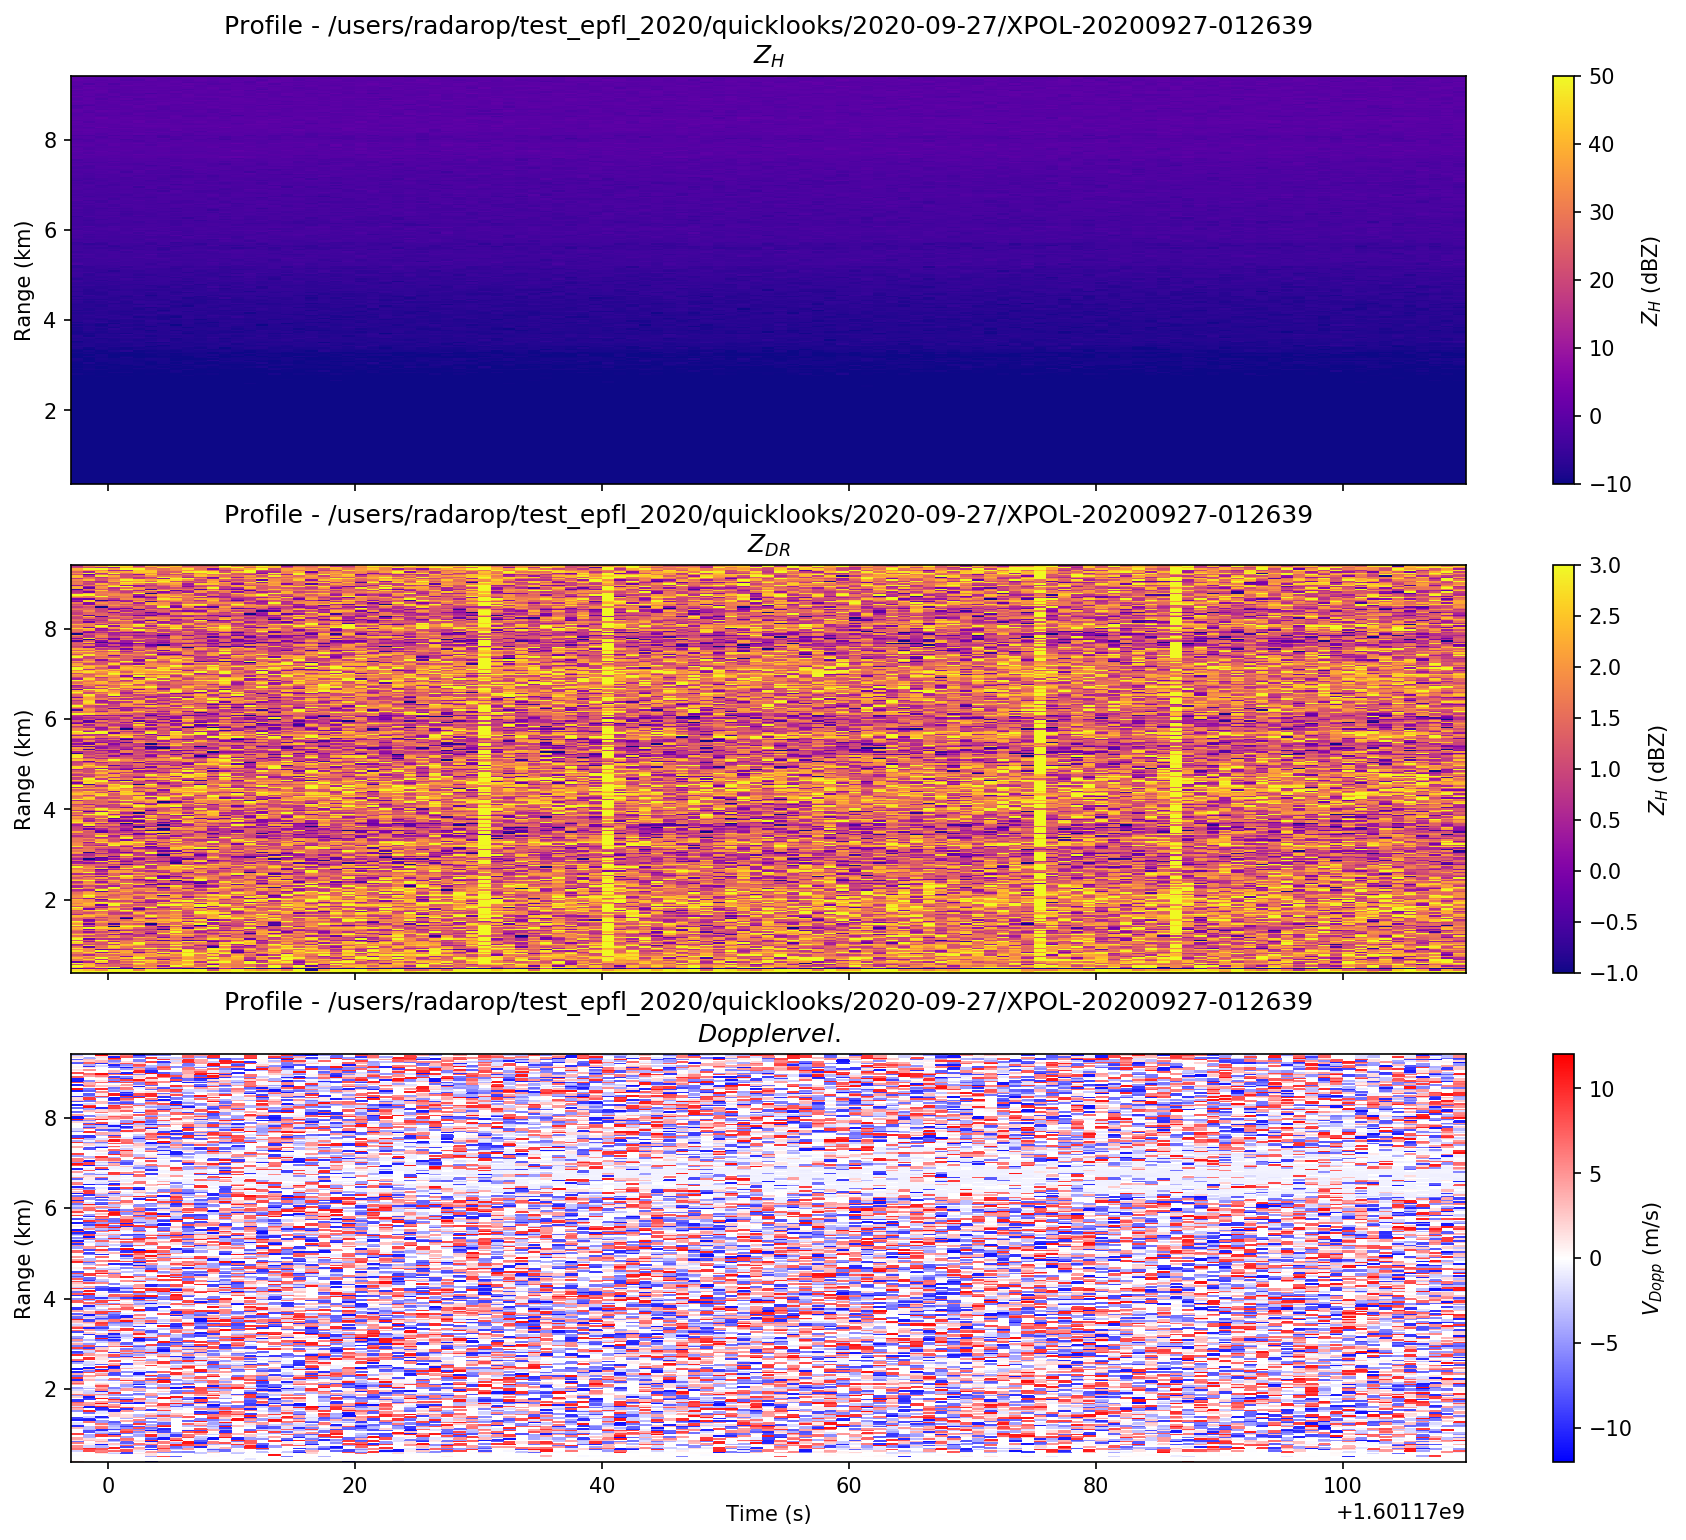 Profile - /users/radarop/test_epfl_2020/quicklooks/2020-09-27/XPOL-20200927-012639
Z_H
50
40
30
20
10
0
−10
Z_H (dBZ)
8
6
4
2
Range (km)
Profile - /users/radarop/test_epfl_2020/quicklooks/2020-09-27/XPOL-20200927-012639
Z_DR
3.0
2.5
2.0
1.5
1.0
0.5
0.0
−0.5
−1.0
Z_H (dBZ)
8
6
4
2
Range (km)
Profile - /users/radarop/test_epfl_2020/quicklooks/2020-09-27/XPOL-20200927-012639
Dopplervel.
10
5
0
−5
−10
V_Dopp (m/s)
8
6
4
2
Range (km)
0 20 40 60 80 100
Time (s)
+1.60117e9